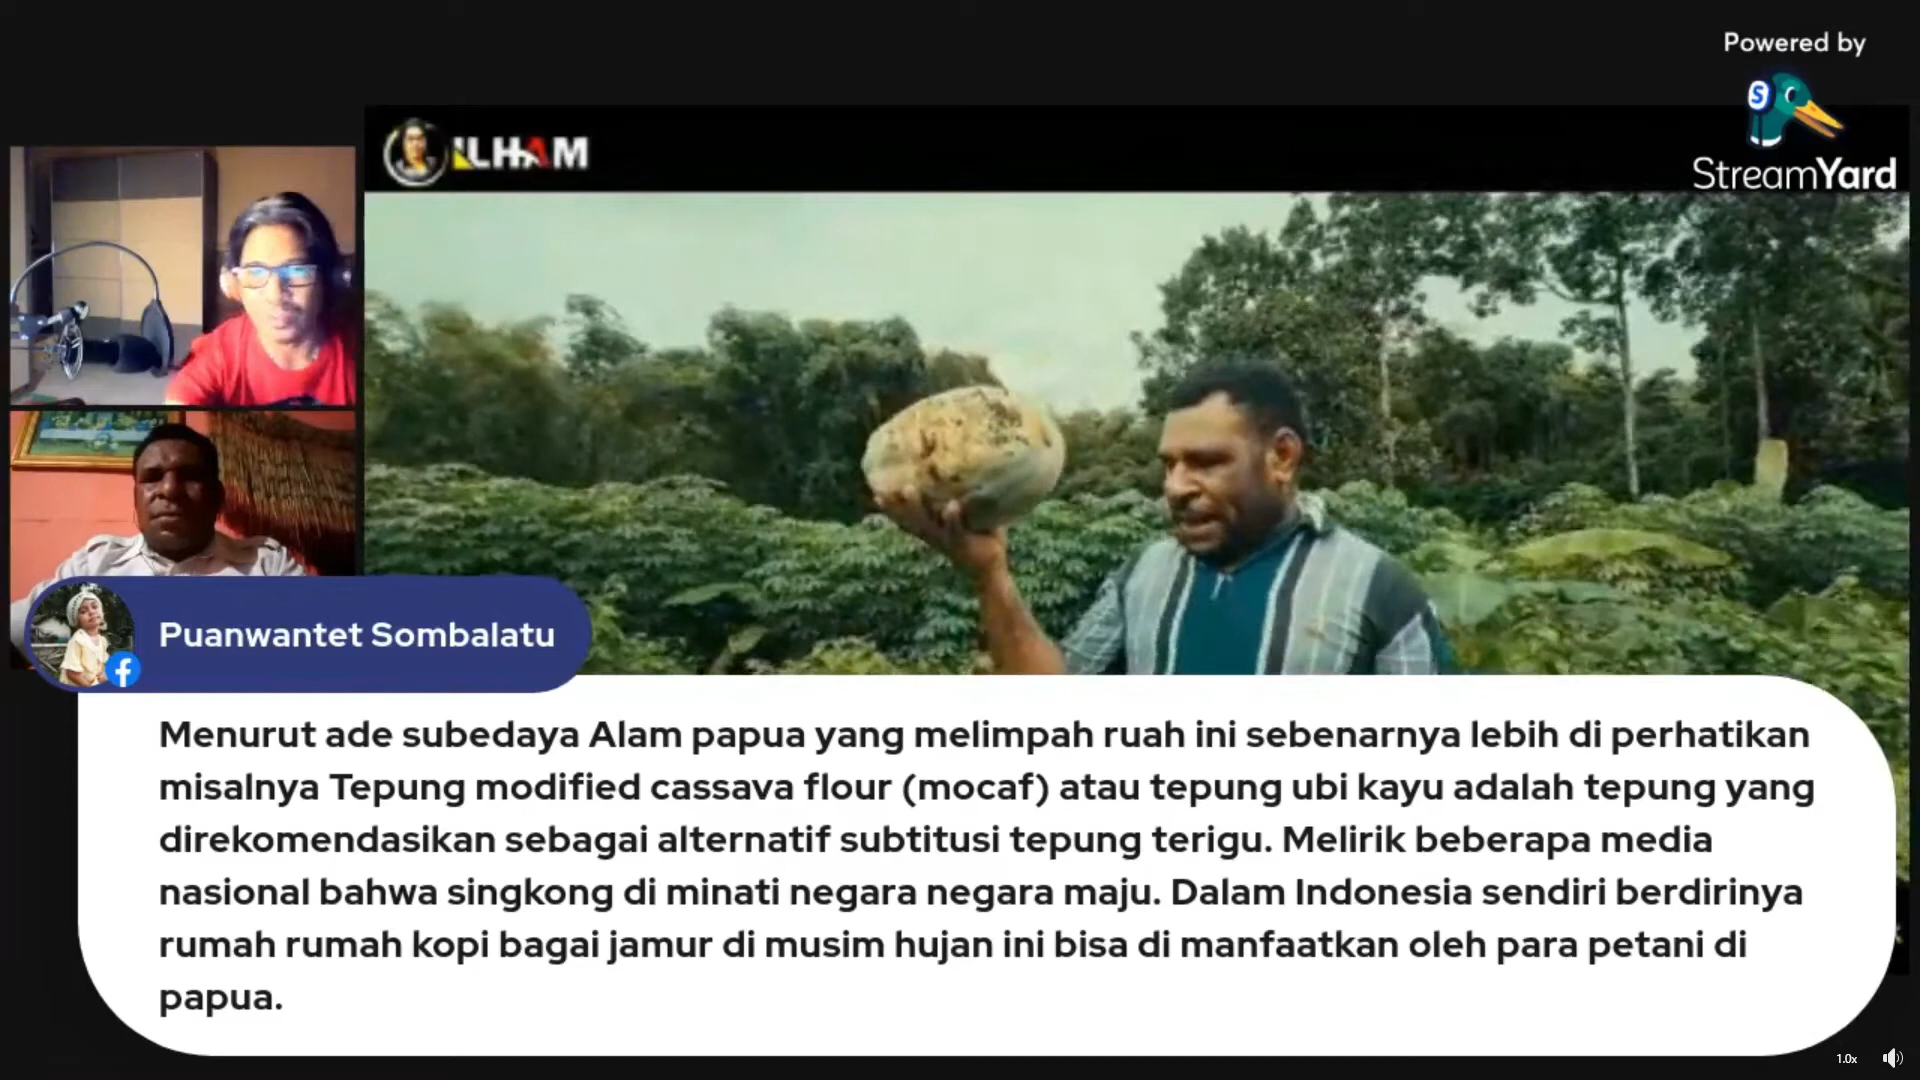 Powered by
StreamYard
ILHAM
Puanwantet Sombalatu
Menurut ade subedaya Alam papua yang melimpah ruah ini sebenarnya lebih di perhatikan
misalnya Tepung modified cassava flour (mocaf) atau tepung ubi kayu adalah tepung yang
direkomendasikan sebagai alternatif subtitusi tepung terigu. Melirik beberapa media
nasional bahwa singkong di minati negara negara maju. Dalam Indonesia sendiri berdirinya
rumah rumah kopi bagai jamur di musim hujan ini bisa di manfaatkan oleh para petani di
papua.
1.0x